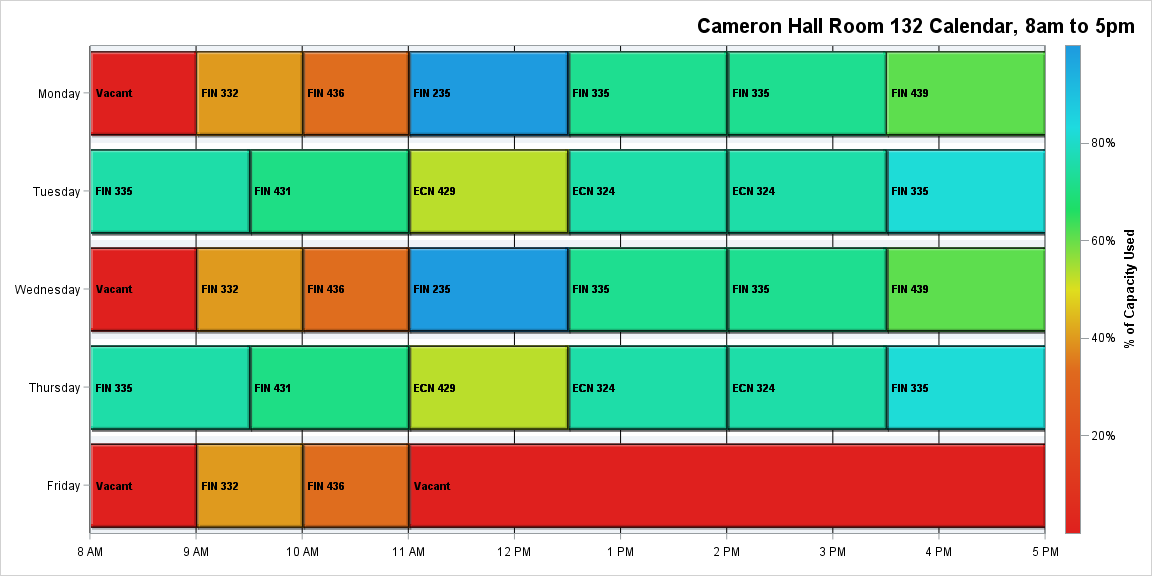 Cameron Hall Room 132 Calendar, 8am to 5pm
Monday
Vacant
FIN 332
FIN 436
FIN 235
FIN 335
FIN 335
FIN 439
Tuesday
FIN 335
FIN 431
ECN 429
ECN 324
ECN 324
FIN 335
Wednesday
Vacant
FIN 332
FIN 436
FIN 235
FIN 335
FIN 335
FIN 439
Thursday
FIN 335
FIN 431
ECN 429
ECN 324
ECN 324
FIN 335
Friday
Vacant
FIN 332
FIN 436
Vacant
8 AM
9 AM
10 AM
11 AM
12 PM
1 PM
2 PM
3 PM
4 PM
5 PM
80%
60%
40%
20%
% of Capacity Used